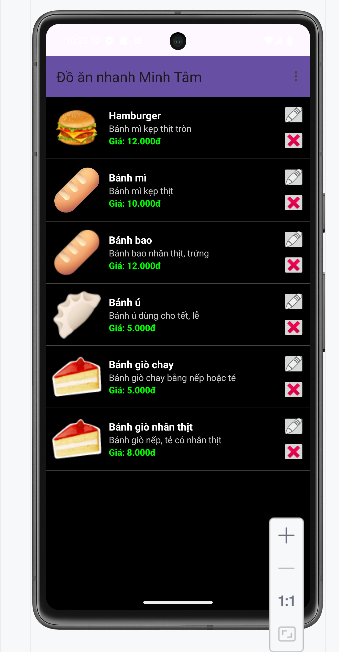 Đồ ăn nhanh Minh Tâm
Hamburger
Bánh mì kẹp thịt tròn
Giá: 12.000đ
Bánh mì
Bánh mì kẹp thịt
Giá: 10.000đ
Bánh bao
Bánh bao nhân thịt, trứng
Giá: 12.000đ
Bánh ú
Bánh ú dùng cho tết, lễ
Giá: 5.000đ
Bánh giò chay
Bánh giò chay bằng nếp hoặc tẻ
Giá: 5.000đ
Bánh giò nhân thịt
Bánh giò nếp, tẻ có nhân thịt
Giá: 8.000đ
1:1